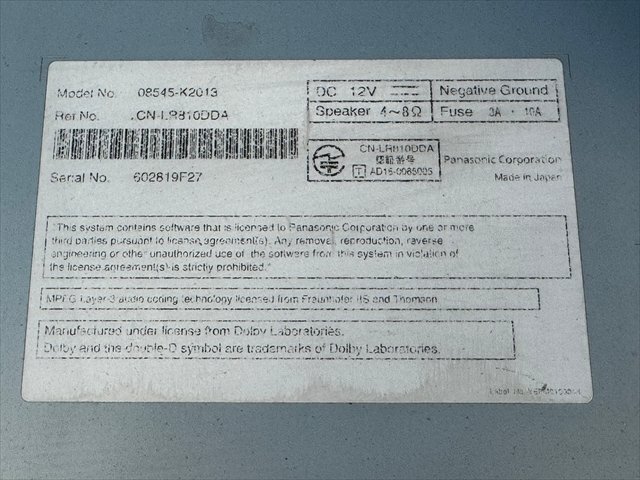 Model No. 08545-K2013
Ref No. CN-LR810DDA
Serial No. 602819F27
DC 12V
Negative Ground
Speaker 4~8Ω
Fuse 3A · 10A
CN-LR810DDA
認証番号
T AD16-0065005
Panasonic Corporation
Made in Japan
"This system contains software that is licensed to Panasonic Corporation by one or more
third parties pursuant to license agreement(s). Any removal, reproduction, reverse
engineering or other unauthorized use of the software from this system in violation of
the license agreement(s) is strictly prohibited."
MPEG Layer-3 audio coding technology licensed from Fraunhofer IIS and Thomson
Manufactured under license from Dolby Laboratories.
Dolby and the double-D symbol are trademarks of Dolby Laboratories.
Label No.